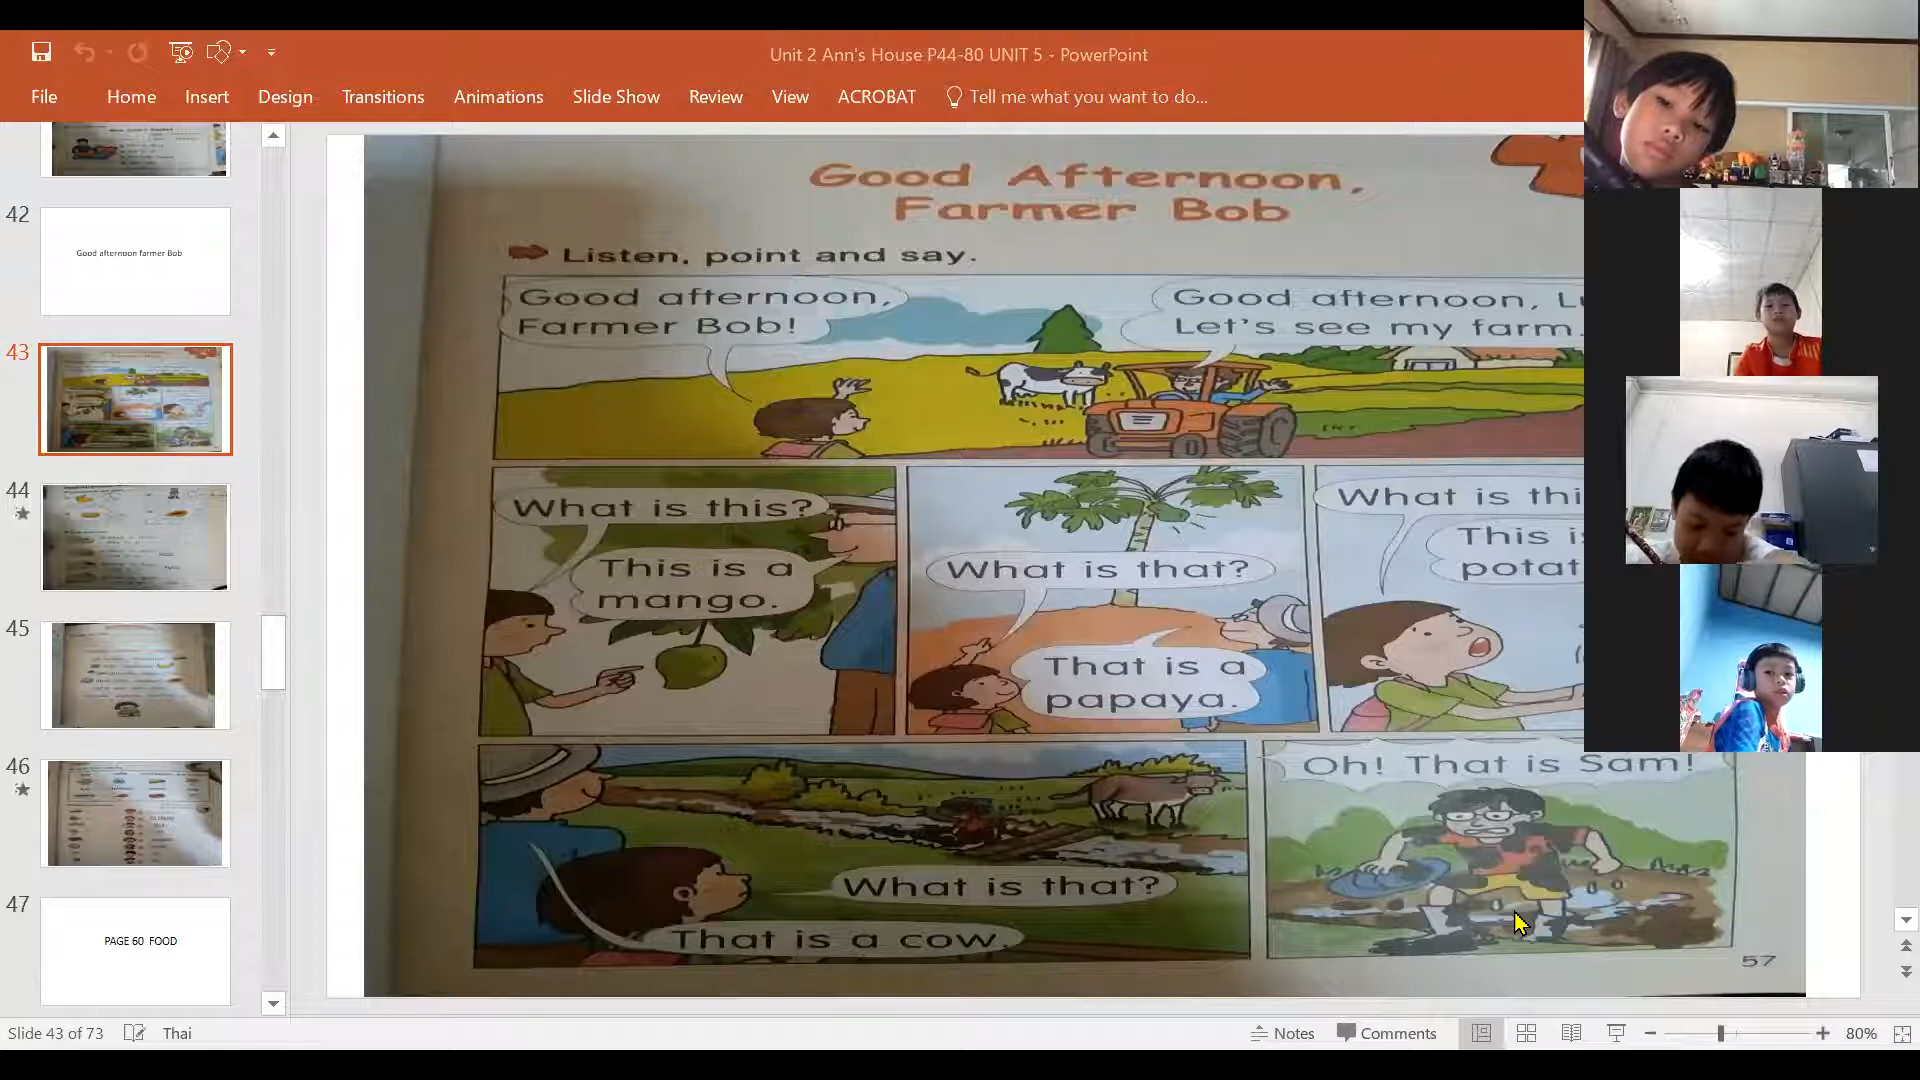 Unit 2 Ann's House P44-80 UNIT 5 - PowerPoint
File Home Insert Design Transitions Animations Slide Show Review View ACROBAT Tell me what you want to do...
42
Good afternoon farmer Bob
43
44
45
46
47
PAGE 60 FOOD
Good Afternoon,
Farmer Bob
Listen, point and say.
Good afternoon,
Farmer Bob!
Good afternoon,
Let's see my farm.
What is this?
This is a
mango.
What is that?
That is a
papaya.
What is
This
What is that?
That is a cow.
Oh! That is Sam!
57
Slide 43 of 73
Thai
Notes
Comments
80%